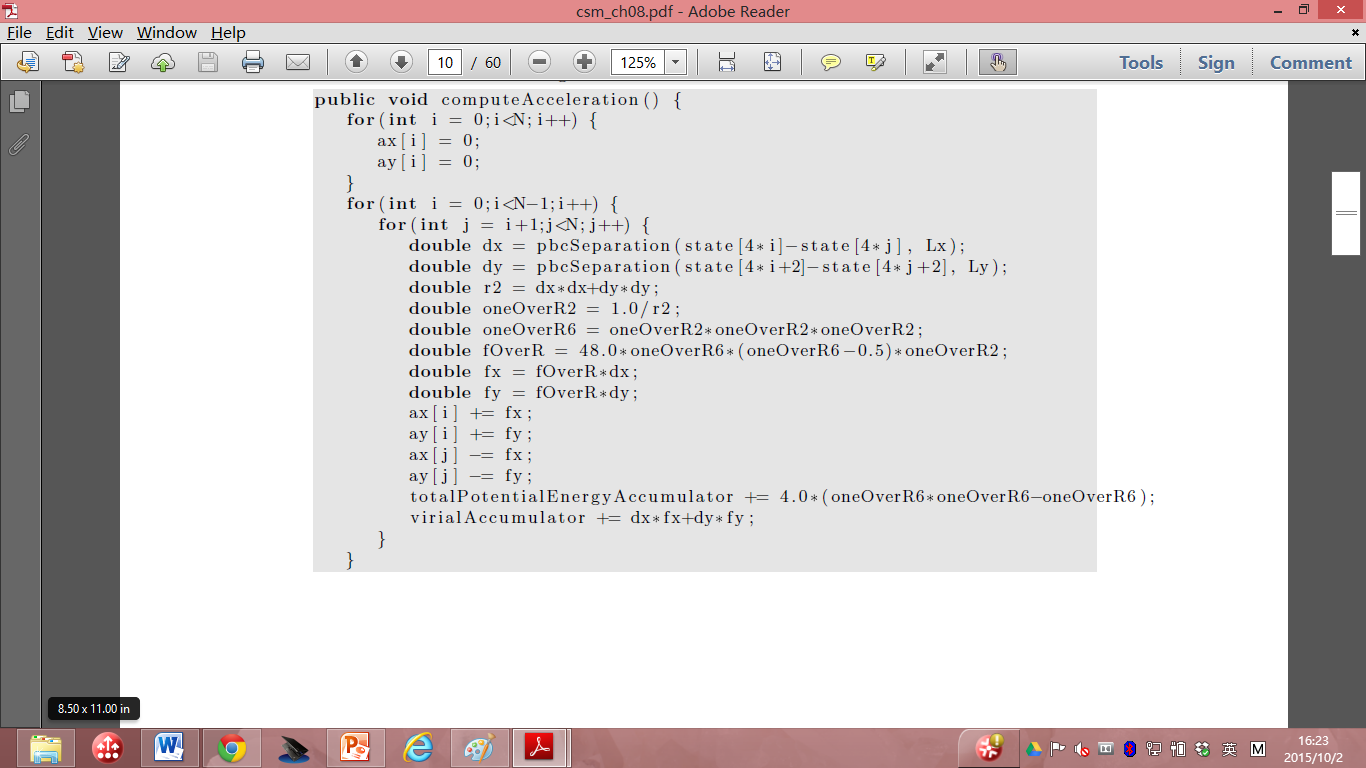 csm_ch08.pdf - Adobe Reader
File Edit View Window Help
10 / 60 125% Tools Sign Comment
public void computeAcceleration() {
for(int i = 0;i<N;i++) {
ax[i] = 0;
ay[i] = 0;
}
for(int i = 0;i<N-1;i++) {
for(int j = i+1;j<N;j++) {
double dx = pbcSeparation(state[4*i]-state[4*j], Lx);
double dy = pbcSeparation(state[4*i+2]-state[4*j+2], Ly);
double r2 = dx*dx+dy*dy;
double oneOverR2 = 1.0/r2;
double oneOverR6 = oneOverR2*oneOverR2*oneOverR2;
double fOverR = 48.0*oneOverR6*(oneOverR6-0.5)*oneOverR2;
double fx = fOverR*dx;
double fy = fOverR*dy;
ax[i] += fx;
ay[i] += fy;
ax[j] -= fx;
ay[j] -= fy;
totalPotentialEnergyAccumulator += 4.0*(oneOverR6*oneOverR6-oneOverR6);
virialAccumulator += dx*fx+dy*fy;
}
}
8.50 x 11.00 in
英 M 16:23
2015/10/2